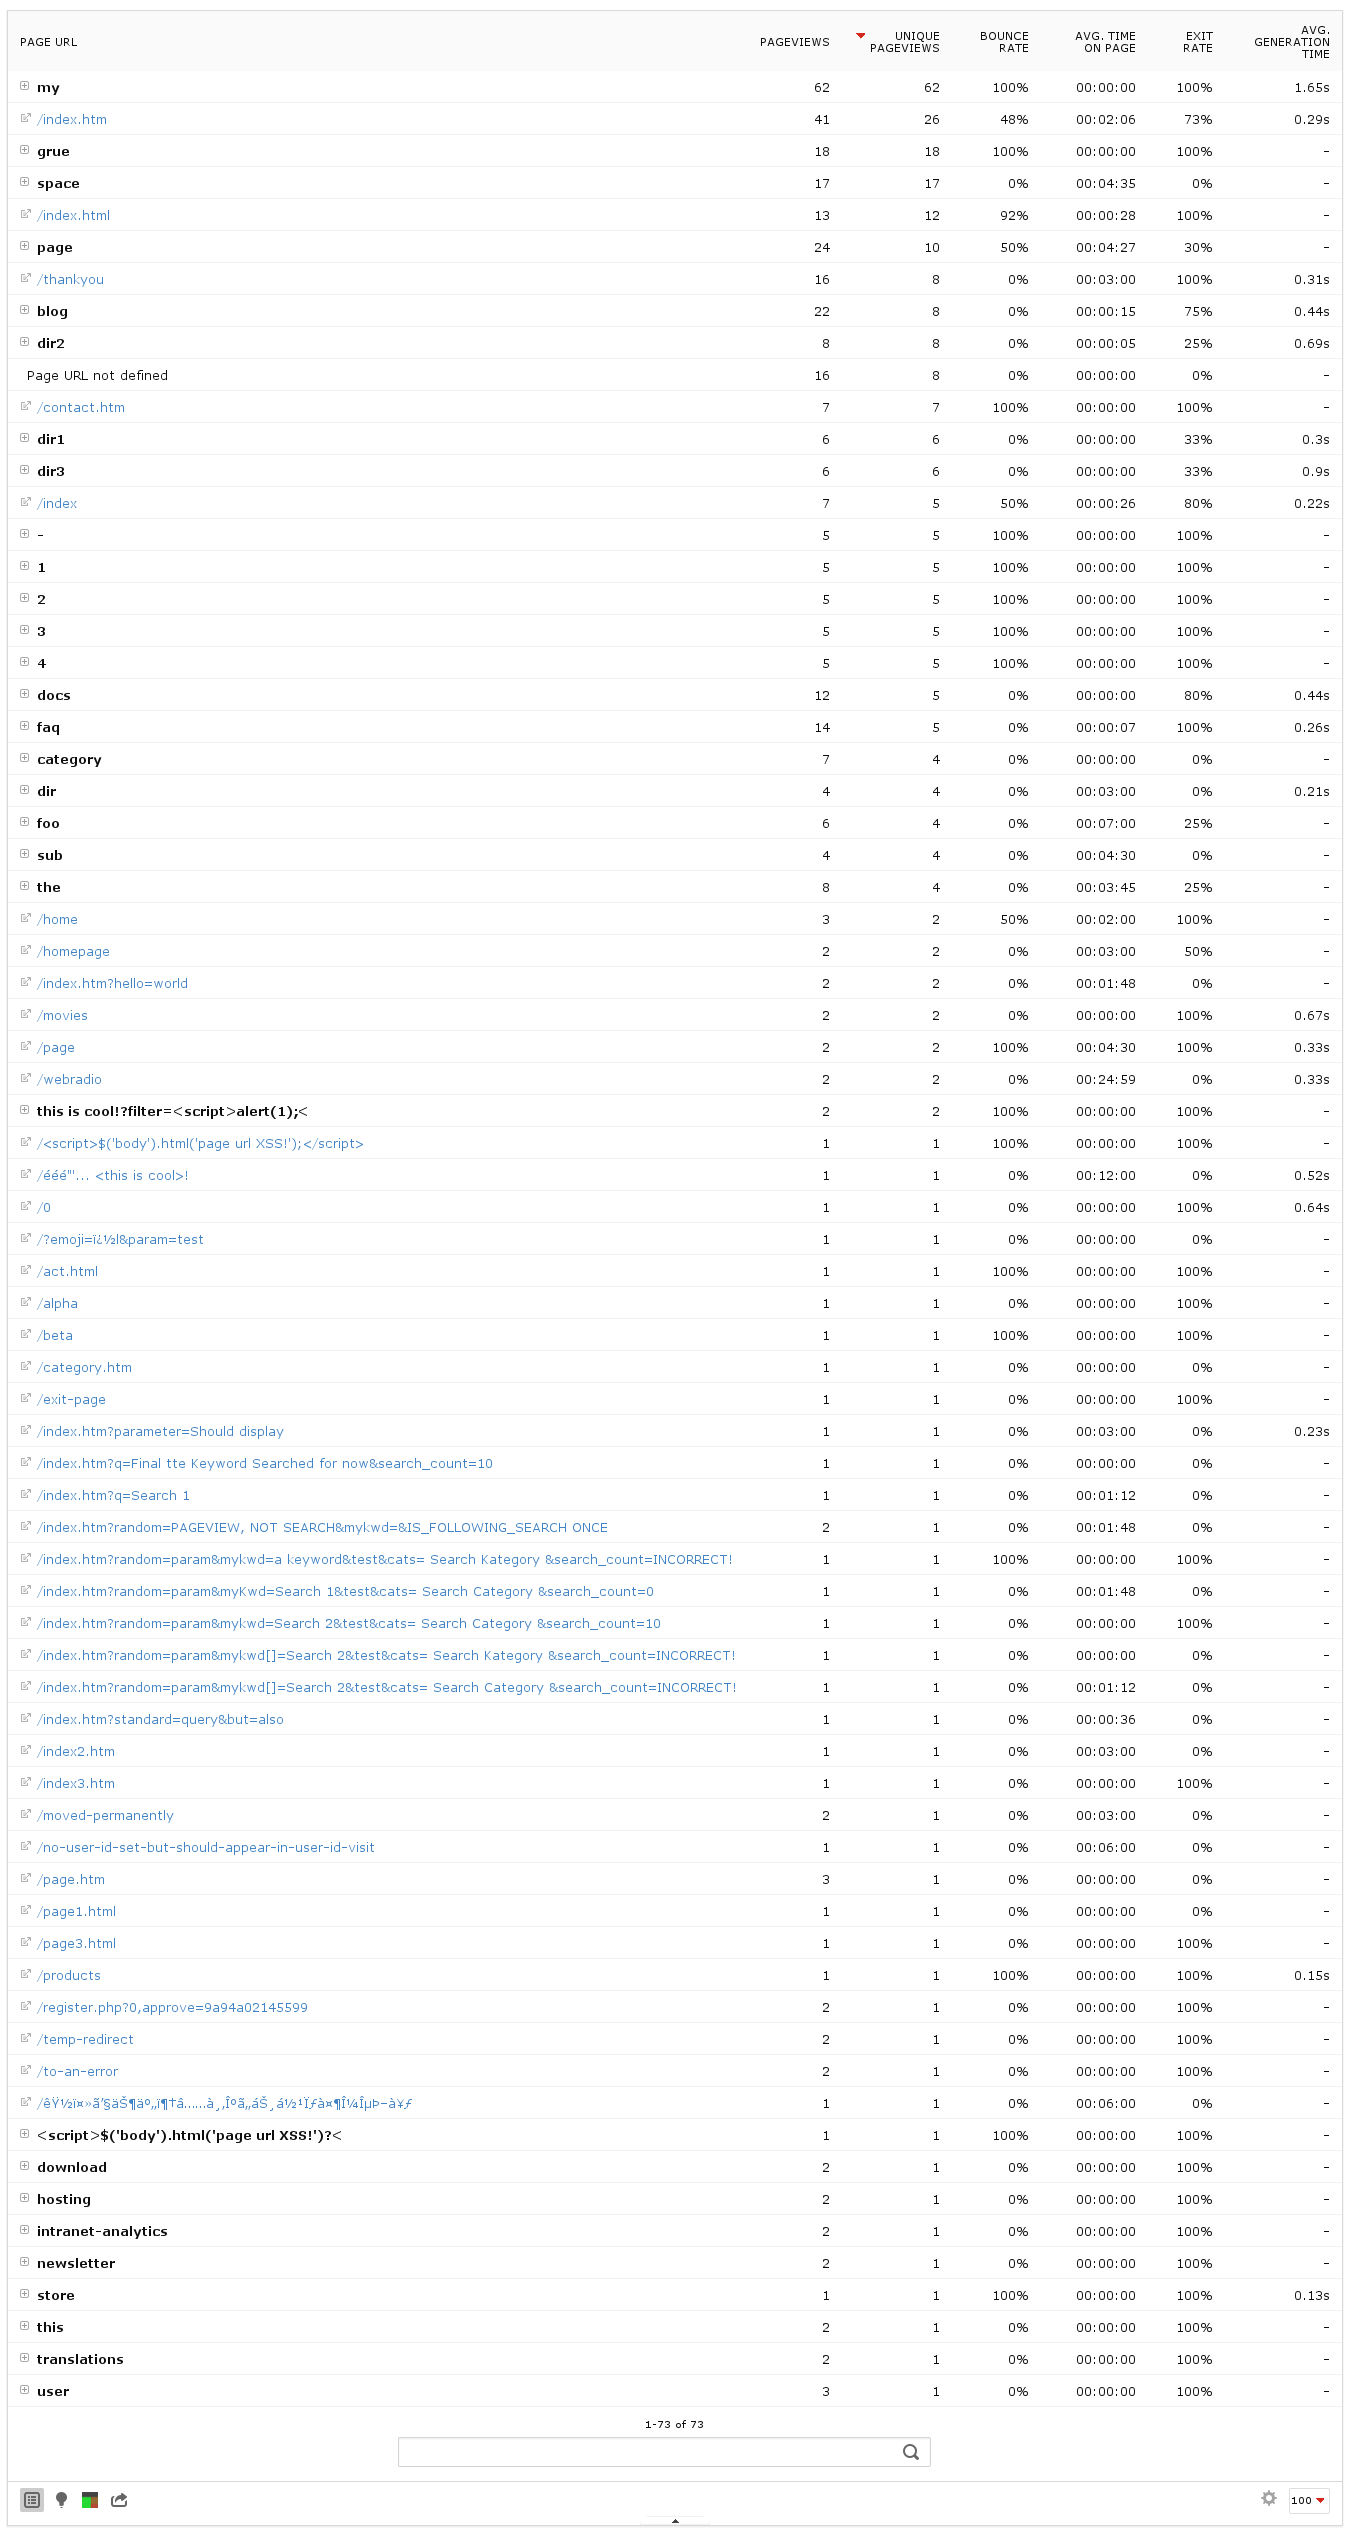 PAGE URL PAGEVIEWS UNIQUE PAGEVIEWS BOUNCE RATE AVG. TIME ON PAGE EXIT RATE AVG. GENERATION TIME
my 62 62 100% 00:00:00 100% 1.65s
/index.htm 41 26 48% 00:02:06 73% 0.29s
grue 18 18 100% 00:00:00 100% -
space 17 17 0% 00:04:35 0% -
/index.html 13 12 92% 00:00:28 100% -
page 24 10 50% 00:04:27 30% -
/thankyou 16 8 0% 00:03:00 100% 0.31s
blog 22 8 0% 00:00:15 75% 0.44s
dir2 8 8 0% 00:00:05 25% 0.69s
Page URL not defined 16 8 0% 00:00:00 0% -
/contact.htm 7 7 100% 00:00:00 100% -
dir1 6 6 0% 00:00:00 33% 0.3s
dir3 6 6 0% 00:00:00 33% 0.9s
/index 7 5 50% 00:00:26 80% 0.22s
- 5 5 100% 00:00:00 100% -
1 5 5 100% 00:00:00 100% -
2 5 5 100% 00:00:00 100% -
3 5 5 100% 00:00:00 100% -
4 5 5 100% 00:00:00 100% -
docs 12 5 0% 00:00:00 80% 0.44s
faq 14 5 0% 00:00:07 100% 0.26s
category 7 4 0% 00:00:00 0% -
dir 4 4 0% 00:03:00 0% 0.21s
foo 6 4 0% 00:07:00 25% -
sub 4 4 0% 00:04:30 0% -
the 8 4 0% 00:03:45 25% -
/home 3 2 50% 00:02:00 100% -
/homepage 2 2 0% 00:03:00 50% -
/index.htm?hello=world 2 2 0% 00:01:48 0% -
/movies 2 2 0% 00:00:00 100% 0.67s
/page 2 2 100% 00:04:30 100% 0.33s
/webradio 2 2 0% 00:24:59 0% 0.33s
this is cool!?filter=<script>alert(1);< 2 2 100% 00:00:00 100% -
/<script>$('body').html('page url XSS!');</script> 1 1 100% 00:00:00 100% -
/ééé"'... <this is cool>! 1 1 0% 00:12:00 0% 0.52s
/0 1 1 0% 00:00:00 100% 0.64s
/?emoji=ï¿½l&param=test 1 1 0% 00:00:00 0% -
/act.html 1 1 100% 00:00:00 100% -
/alpha 1 1 0% 00:00:00 100% -
/beta 1 1 100% 00:00:00 100% -
/category.htm 1 1 0% 00:00:00 0% -
/exit-page 1 1 0% 00:00:00 100% -
/index.htm?parameter=Should display 1 1 0% 00:03:00 0% 0.23s
/index.htm?q=Final tte Keyword Searched for now&search_count=10 1 1 0% 00:00:00 0% -
/index.htm?q=Search 1 1 1 0% 00:01:12 0% -
/index.htm?random=PAGEVIEW, NOT SEARCH&mykwd=&IS_FOLLOWING_SEARCH ONCE 2 1 0% 00:01:48 0% -
/index.htm?random=param&mykwd=a keyword&test&cats= Search Kategory &search_count=INCORRECT! 1 1 100% 00:00:00 100% -
/index.htm?random=param&myKwd=Search 1&test&cats= Search Category &search_count=0 1 1 0% 00:01:48 0% -
/index.htm?random=param&mykwd=Search 2&test&cats= Search Category &search_count=10 1 1 0% 00:00:00 100% -
/index.htm?random=param&mykwd[]=Search 2&test&cats= Search Kategory &search_count=INCORRECT! 1 1 0% 00:00:00 0% -
/index.htm?random=param&mykwd[]=Search 2&test&cats= Search Category &search_count=INCORRECT! 1 1 0% 00:01:12 0% -
/index.htm?standard=query&but=also 1 1 0% 00:00:36 0% -
/index2.htm 1 1 0% 00:03:00 0% -
/index3.htm 1 1 0% 00:00:00 100% -
/moved-permanently 2 1 0% 00:03:00 0% -
/no-user-id-set-but-should-appear-in-user-id-visit 1 1 0% 00:06:00 0% -
/page.htm 3 1 0% 00:00:00 0% -
/page1.html 1 1 0% 00:00:00 0% -
/page3.html 1 1 0% 00:00:00 100% -
/products 1 1 100% 00:00:00 100% 0.15s
/register.php?0,approve=9a94a02145599 2 1 0% 00:00:00 100% -
/temp-redirect 2 1 0% 00:00:00 100% -
/to-an-error 2 1 0% 00:00:00 100% -
1 1 0% 00:06:00 0% -
<script>$('body').html('page url XSS!')?< 1 1 100% 00:00:00 100% -
download 2 1 0% 00:00:00 100% -
hosting 2 1 0% 00:00:00 100% -
intranet-analytics 2 1 0% 00:00:00 100% -
newsletter 2 1 0% 00:00:00 100% -
store 1 1 100% 00:00:00 100% 0.13s
this 2 1 0% 00:00:00 100% -
translations 2 1 0% 00:00:00 100% -
user 3 1 0% 00:00:00 100% -
1-73 of 73
100